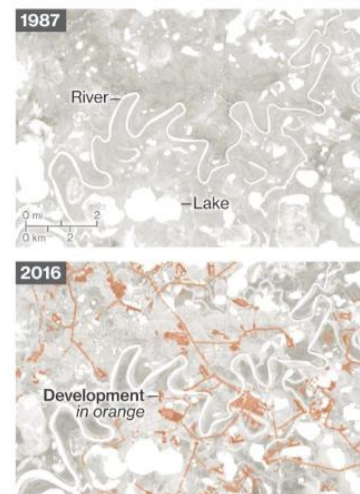 1987
River
Lake
0 mi 2
0 km 2
2016
Development
in orange